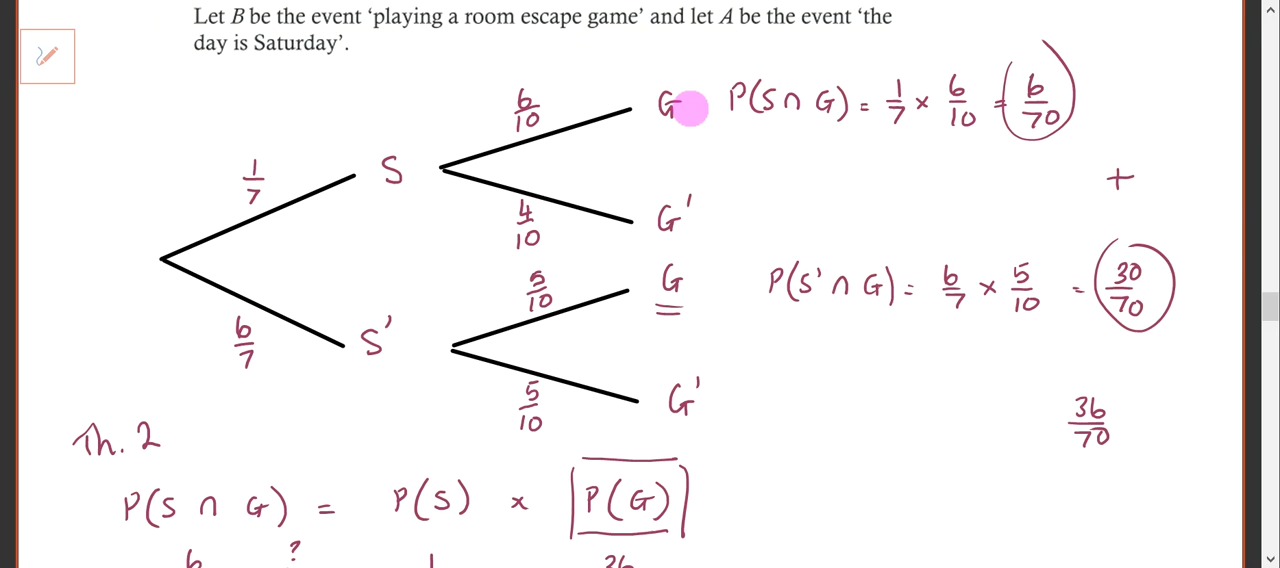 Let B be the event ‘playing a room escape game’ and let A be the event ‘the
day is Saturday’.
6/10 G P(S ∩ G) = 1/7 × 6/10 = 6/70
1/7 S +
4/10 G'
5/10 G P(S' ∩ G) = 6/7 × 5/10 = 30/70
6/7 S'
5/10 G'
36/70
Th. 2
P(S ∩ G) = P(S) × P(G)
?